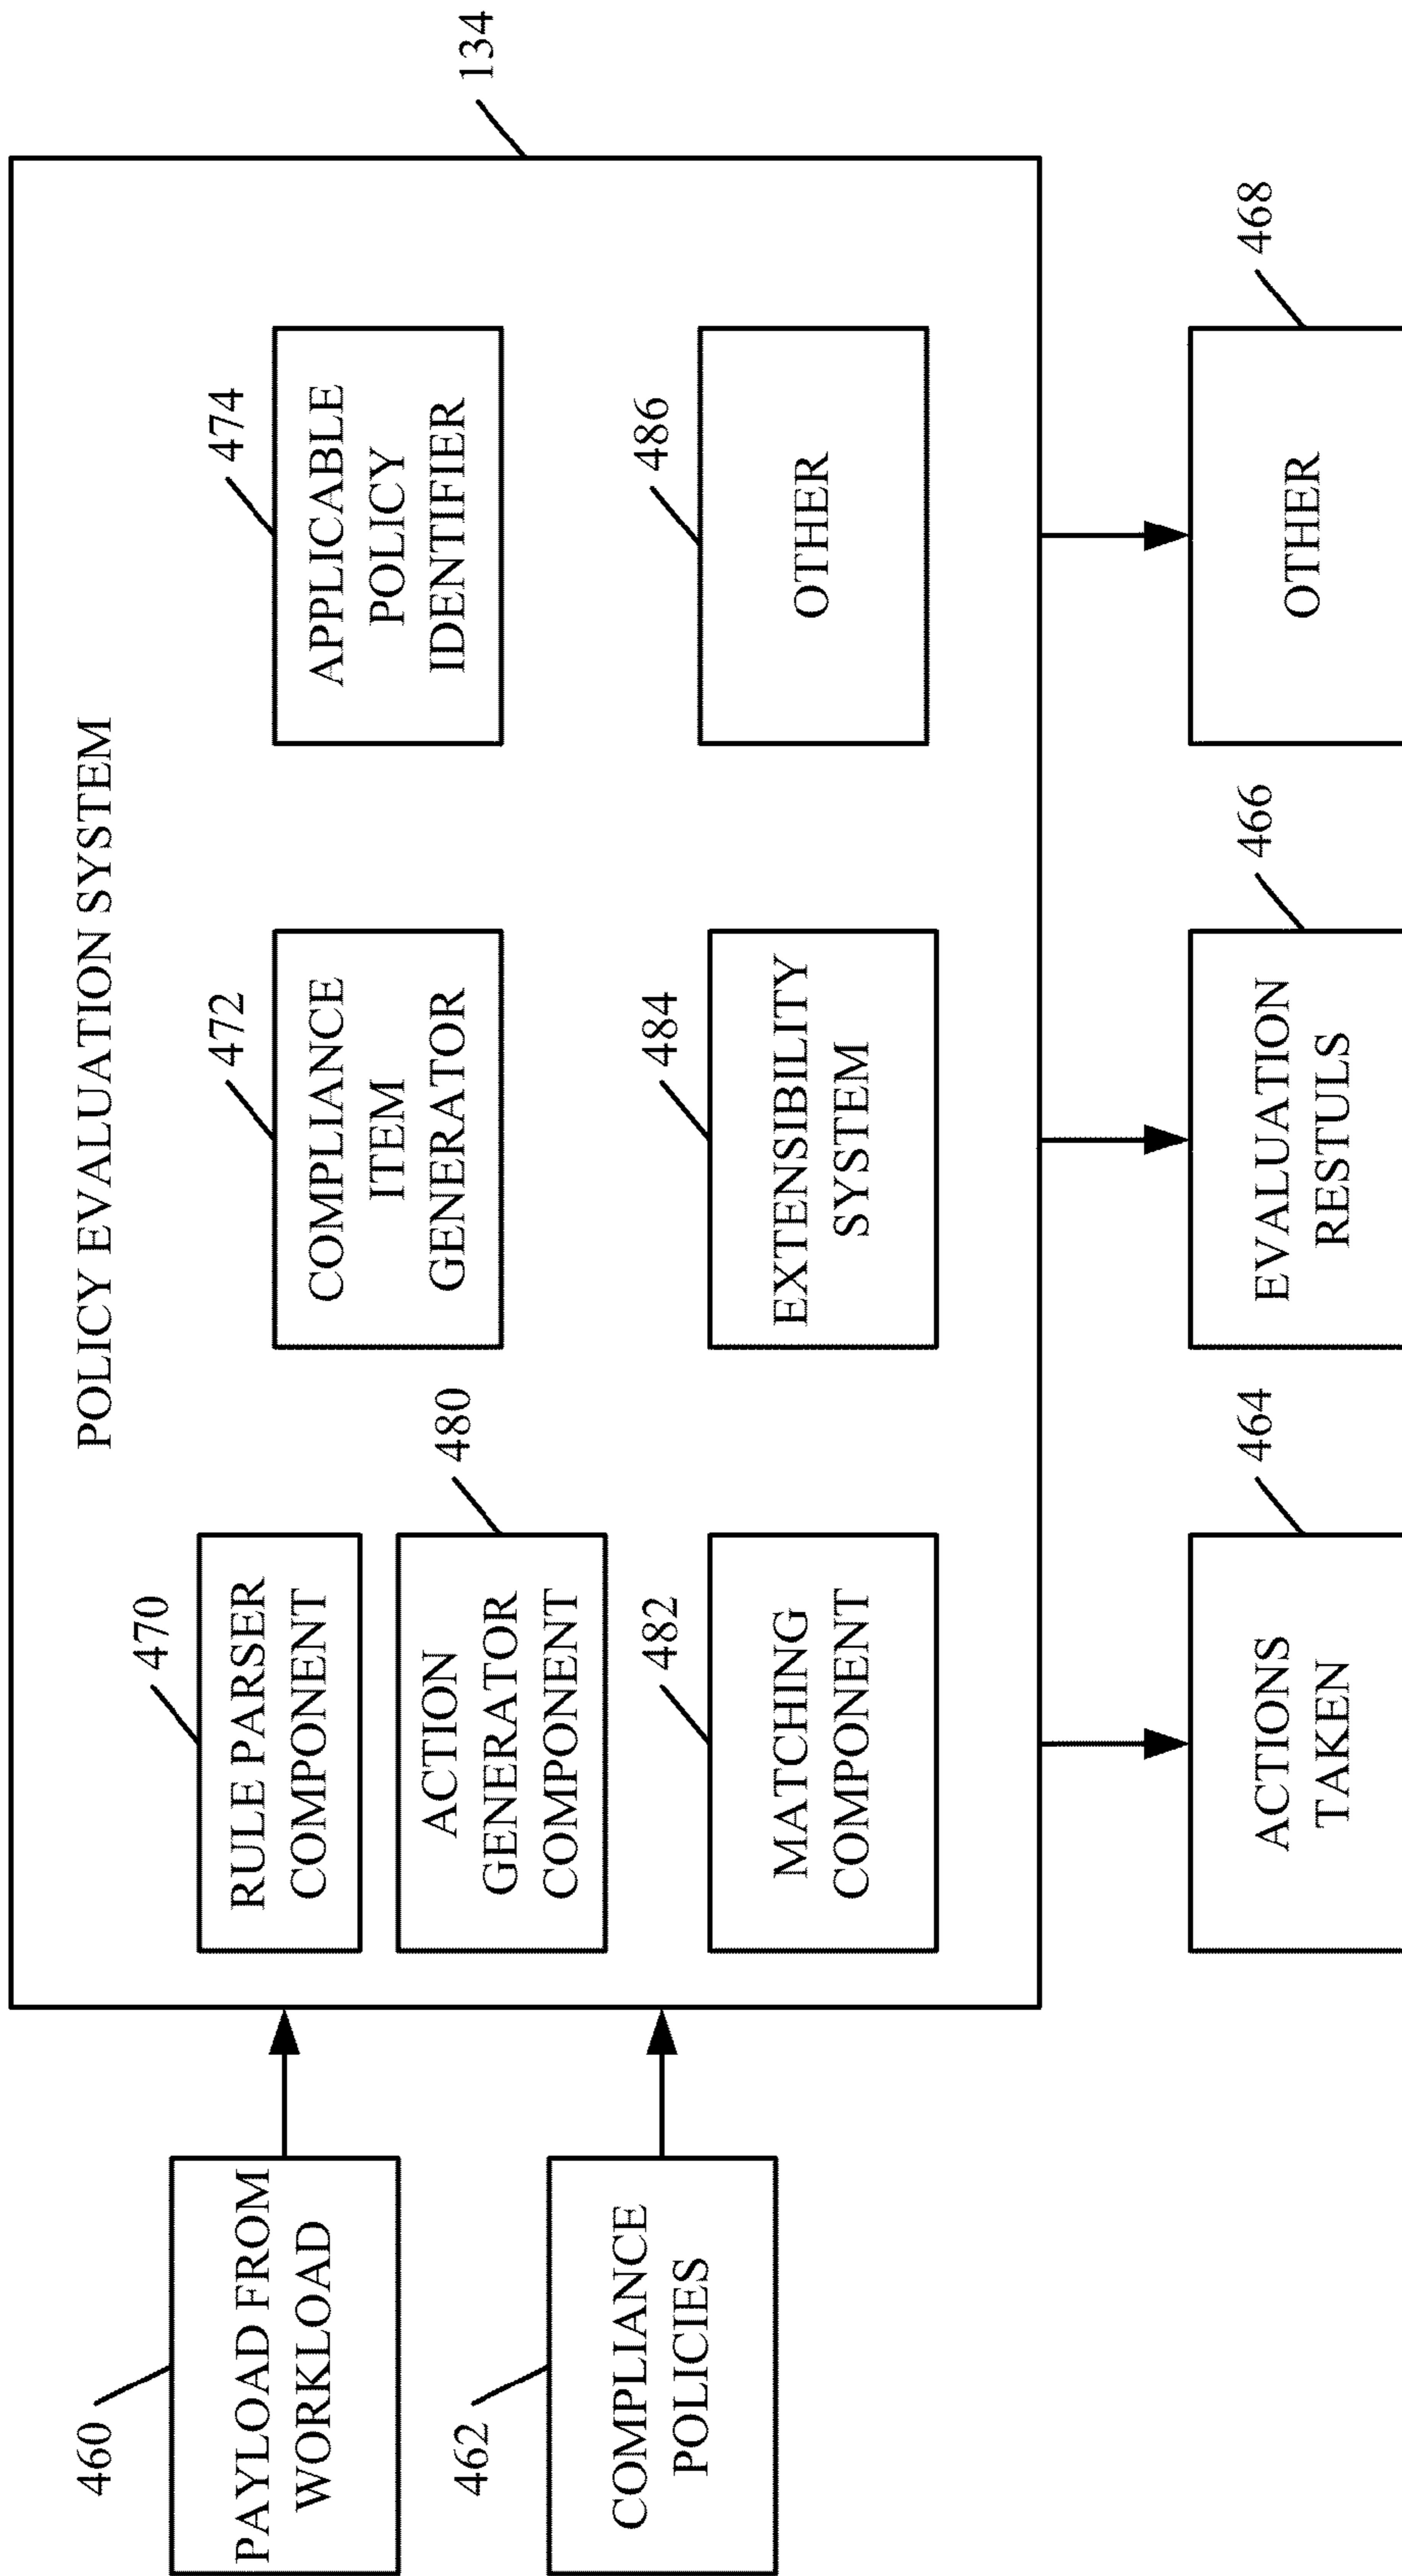 POLICY EVALUATION SYSTEM
134
460
PAYLOAD FROM
WORKLOAD
462
COMPLIANCE
POLICIES
470
RULE PARSER
COMPONENT
472
COMPLIANCE
ITEM
GENERATOR
474
APPLICABLE
POLICY
IDENTIFIER
480
ACTION
GENERATOR
COMPONENT
482
MATCHING
COMPONENT
484
EXTENSIBILITY
SYSTEM
486
OTHER
464
ACTIONS
TAKEN
466
EVALUATION
RESTULS
468
OTHER